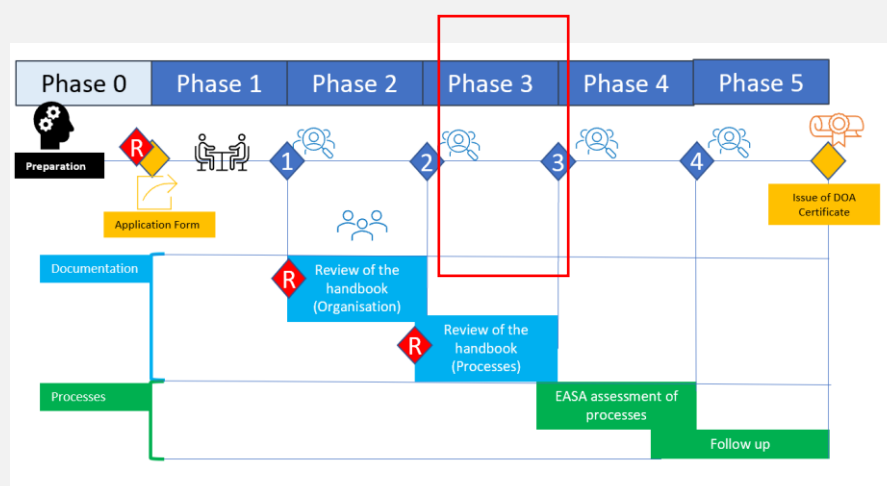 Phase 0
Phase 1
Phase 2
Phase 3
Phase 4
Phase 5
Preparation
R
1
2
3
4
Application Form
Issue of DOA
Certificate
Documentation
R
Review of the
handbook
(Organisation)
R
Review of the
handbook
(Processes)
Processes
EASA assessment of
processes
Follow up